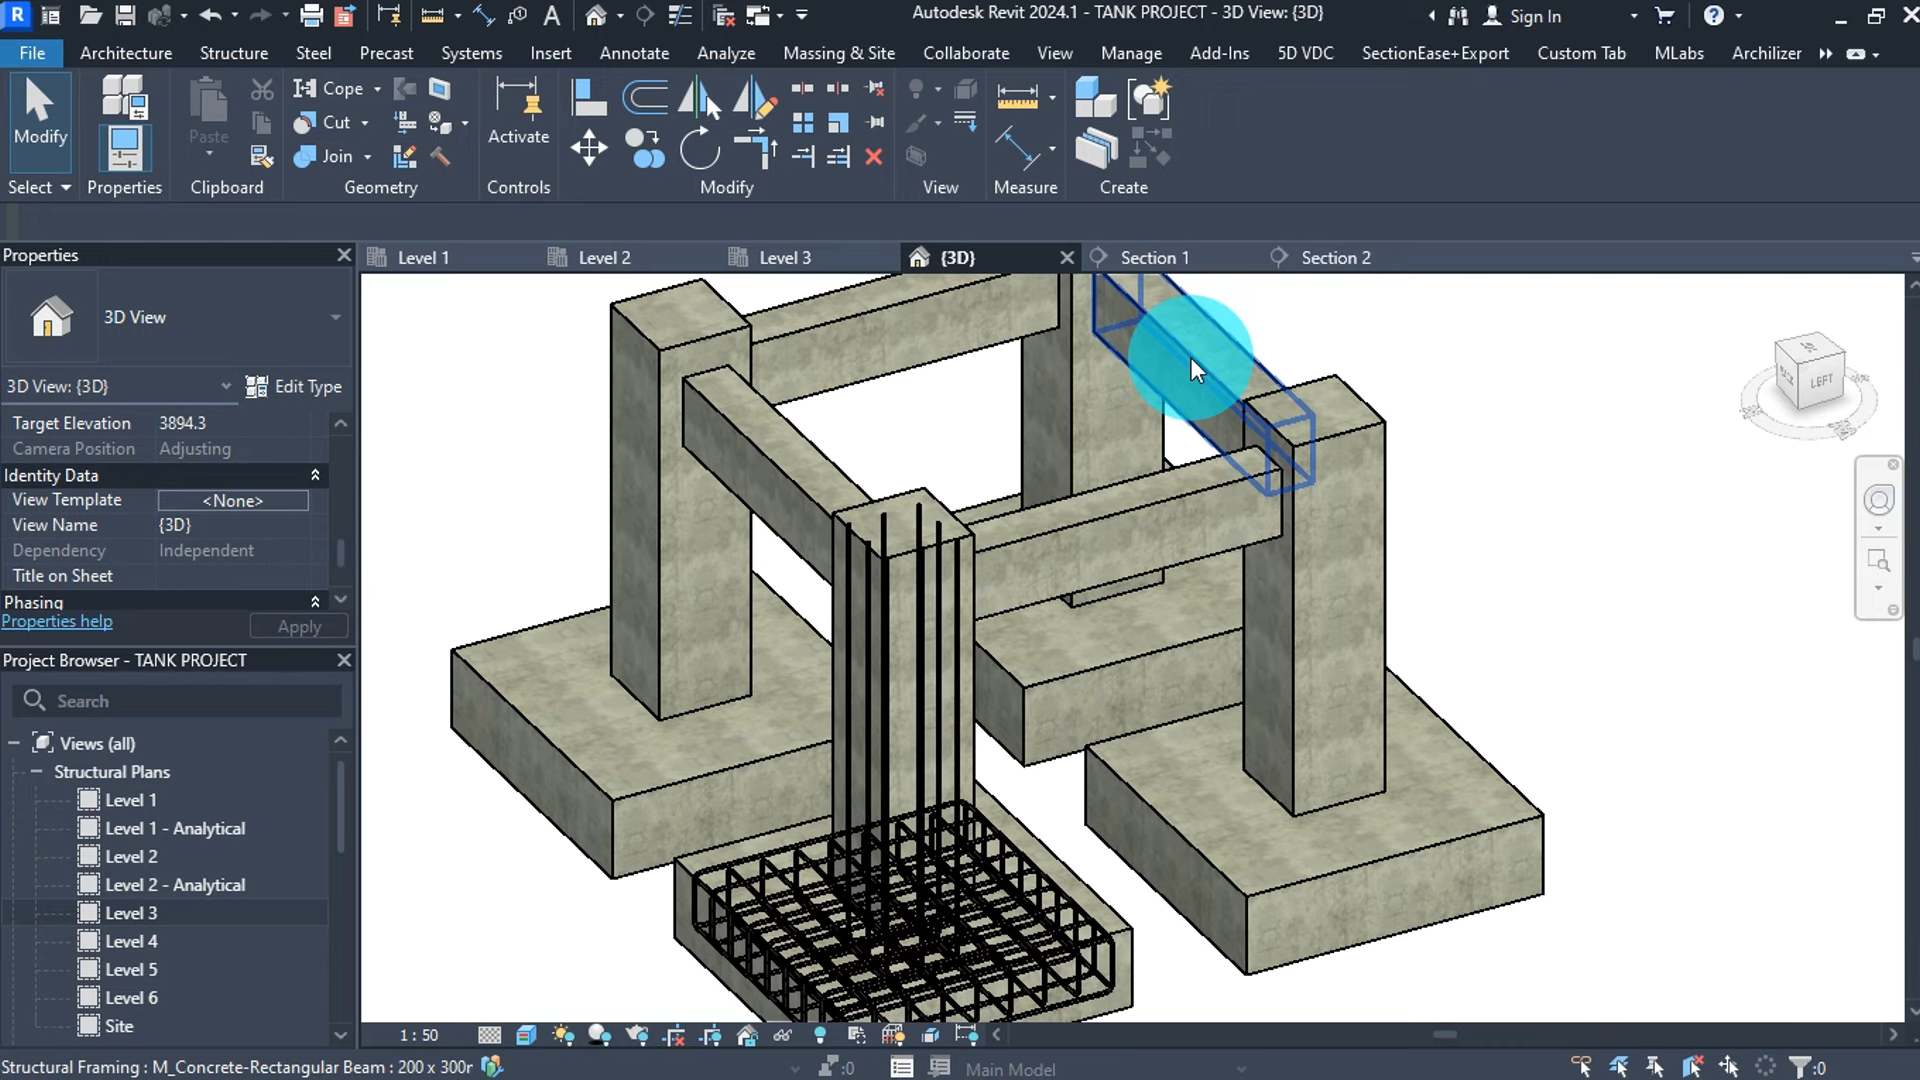 R
Autodesk Revit 2024.1 - TANK PROJECT - 3D View: {3D}
Sign In
File Architecture Structure Steel Precast Systems Insert Annotate Analyze Massing & Site Collaborate View Manage Add-Ins 5D VDC SectionEase+Export Custom Tab MLabs Archilizer
Modify
Paste
Cope
Cut
Join
Activate
Select Properties Clipboard Geometry Controls Modify View Measure Create
Properties
Level 1 Level 2 Level 3 {3D} Section 1 Section 2
3D View
3D View: {3D} Edit Type
Target Elevation 3894.3
Camera Position Adjusting
Identity Data
View Template <None>
View Name {3D}
Dependency Independent
Title on Sheet
Phasing
Properties help Apply
Project Browser - TANK PROJECT
Search
Views (all)
Structural Plans
Level 1
Level 1 - Analytical
Level 2
Level 2 - Analytical
Level 3
Level 4
Level 5
Level 6
Site
LEFT
1 : 50
Structural Framing : M_Concrete-Rectangular Beam : 200 x 300r
:0
Main Model
:0